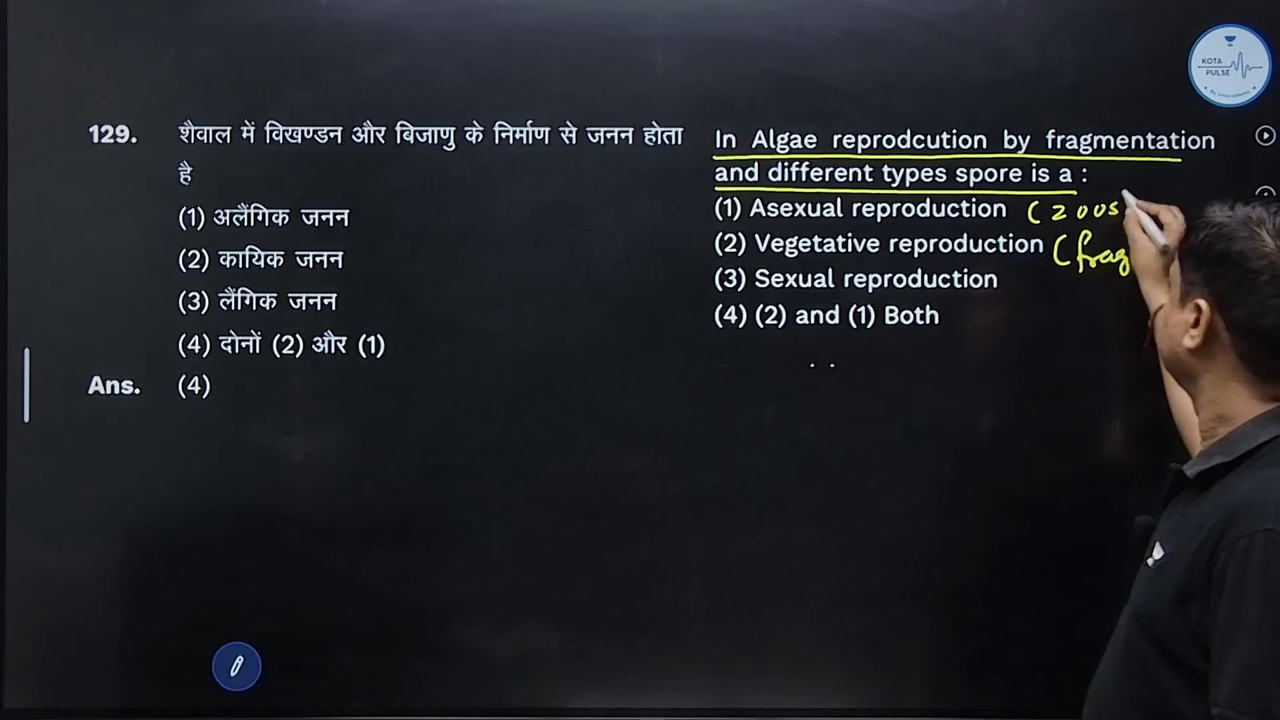 KOTA
PULSE
By Unacademy
129. शैवाल में विखण्डन और बिजाणु के निर्माण से जनन होता
है
(1) अलैंगिक जनन
(2) कायिक जनन
(3) लैंगिक जनन
(4) दोनों (2) और (1)
Ans. (4)
In Algae reprodcution by fragmentation
and different types spore is a :
(1) Asexual reproduction ( zoos
(2) Vegetative reproduction ( frag
(3) Sexual reproduction
(4) (2) and (1) Both